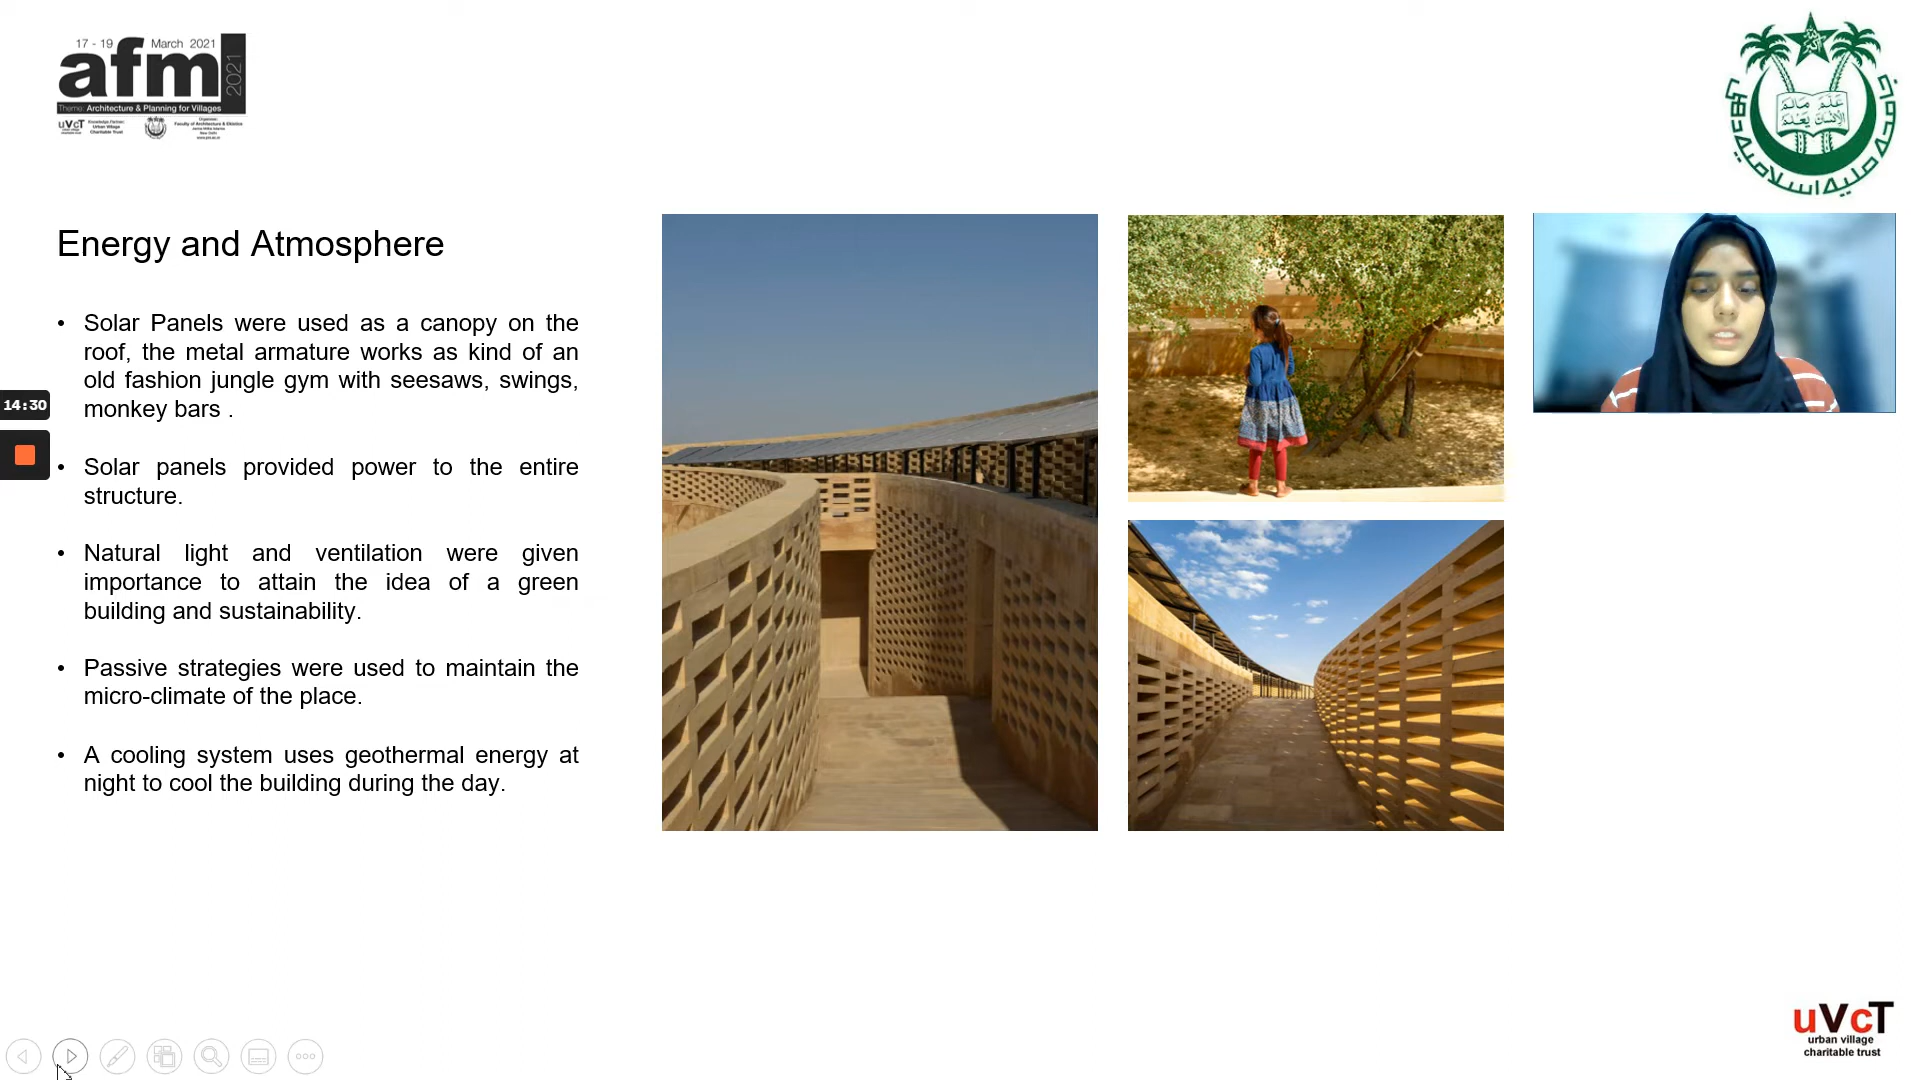 17 - 19 March 2021
afm
2021
Theme: Architecture & Planning for Villages
uVcT
Knowledge Partner:
Urban Village
Charitable Trust
Organiser:
Faculty of Architecture & Ekistics
Jamia Millia Islamia
New Delhi
Energy and Atmosphere
• Solar Panels were used as a canopy on the
roof, the metal armature works as kind of an
old fashion jungle gym with seesaws, swings,
monkey bars .
14:30
• Solar panels provided power to the entire
structure.
• Natural light and ventilation were given
importance to attain the idea of a green
building and sustainability.
• Passive strategies were used to maintain the
micro-climate of the place.
• A cooling system uses geothermal energy at
night to cool the building during the day.
uVcT
urban village
charitable trust